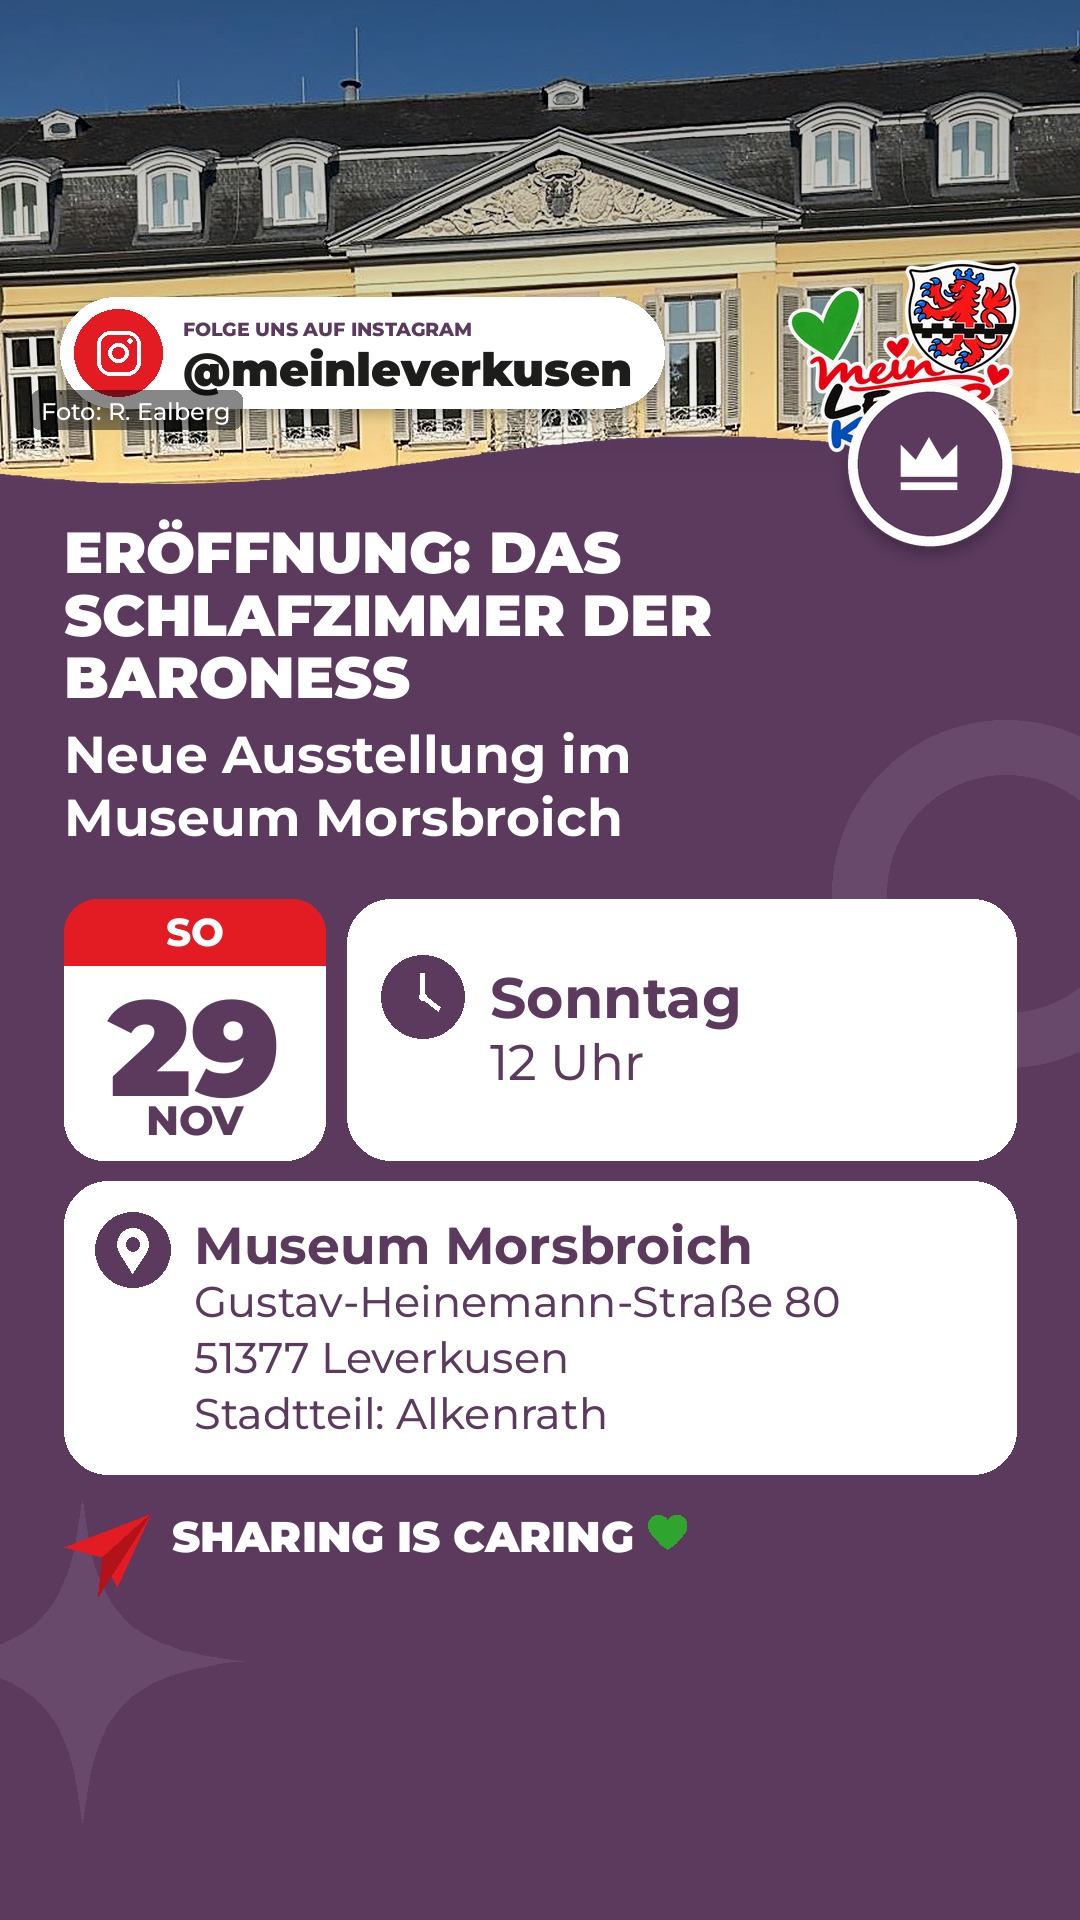 FOLGE UNS AUF INSTAGRAM
@meinleverkusen
Foto: R. Ealberg
mein
ERÖFFNUNG: DAS
SCHLAFZIMMER DER
BARONESS
Neue Ausstellung im
Museum Morsbroich
SO
29
NOV
Sonntag
12 Uhr
Museum Morsbroich
Gustav-Heinemann-Straße 80
51377 Leverkusen
Stadtteil: Alkenrath
SHARING IS CARING